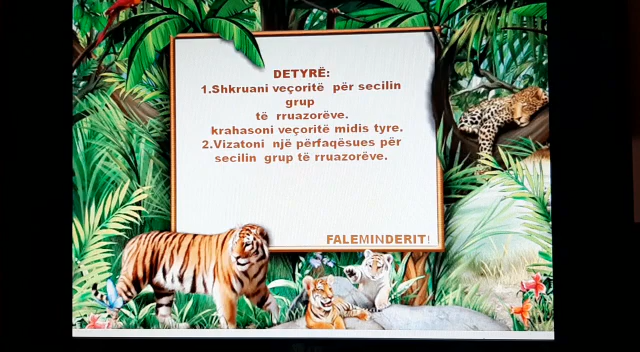 DETYRË:
1.Shkruani veçoritë për secilin
grup
të rruazorëve.
krahasoni veçoritë midis tyre.
2.Vizatoni një përfaqësues për
secilin grup të rruazorëve.
FALEMINDERIT!